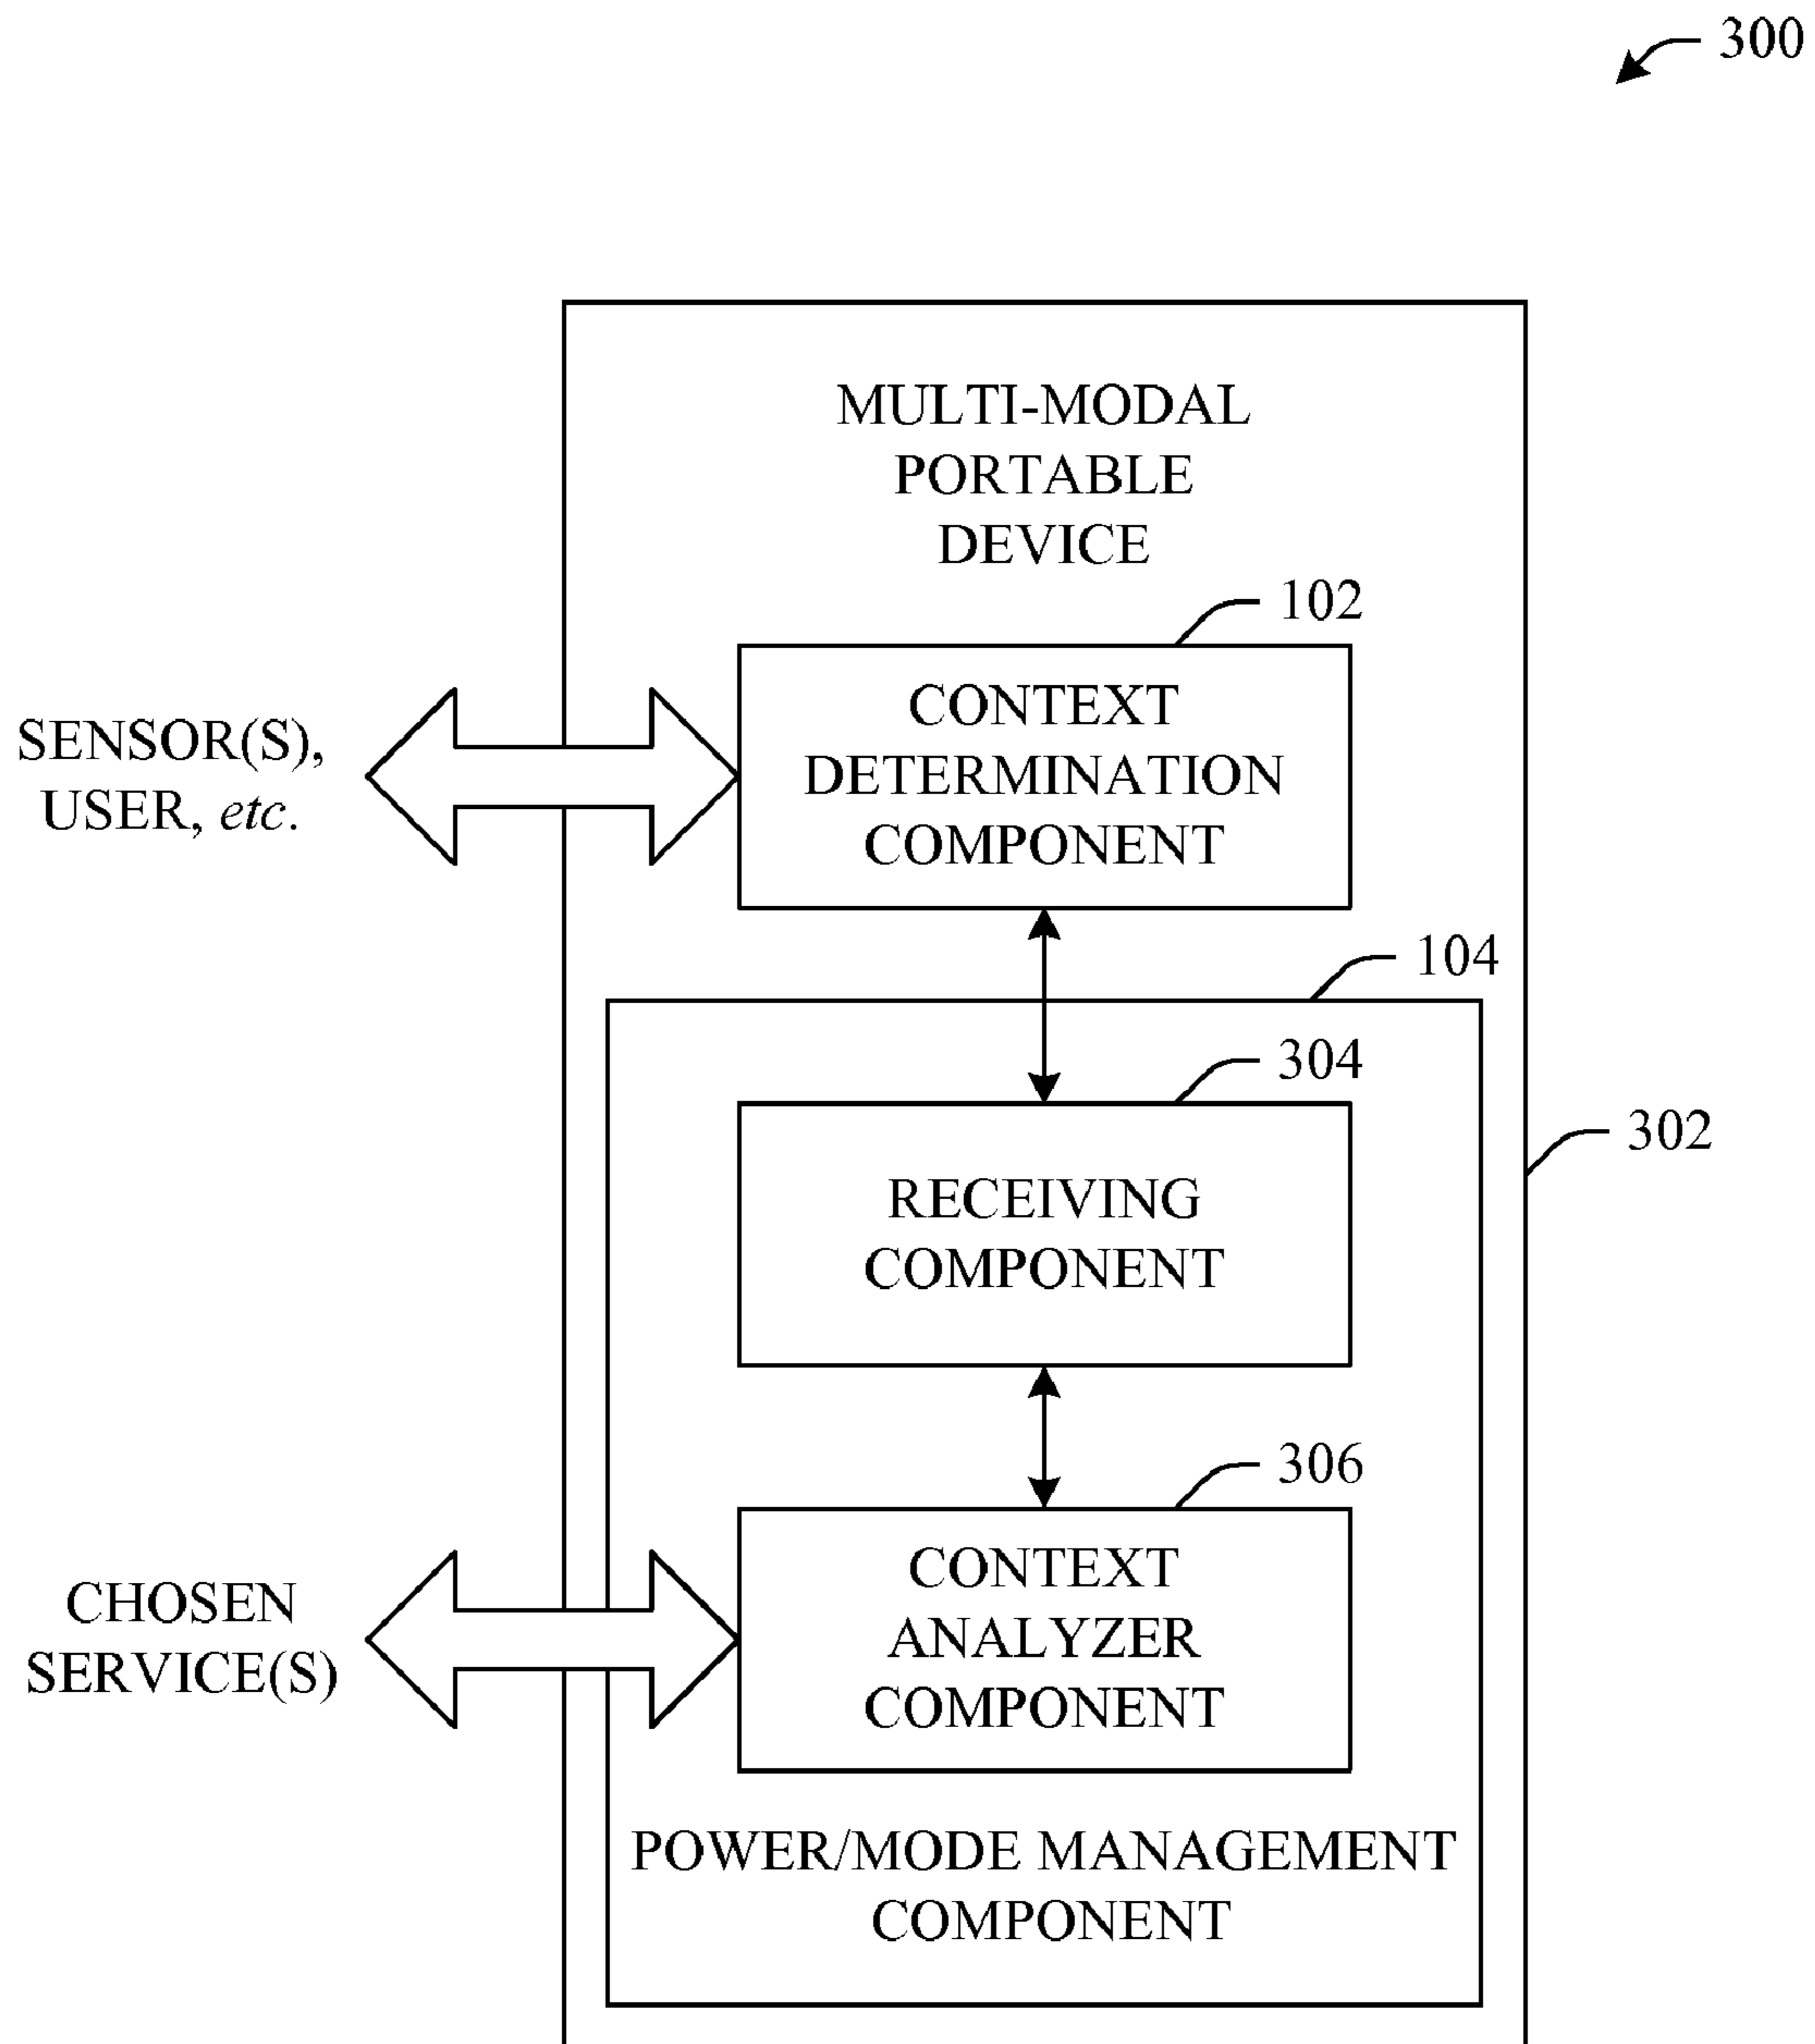 300
MULTI-MODAL
PORTABLE
DEVICE
102
CONTEXT
DETERMINATION
COMPONENT
SENSOR(S),
USER, etc.
104
304
RECEIVING
COMPONENT
302
306
CONTEXT
ANALYZER
COMPONENT
CHOSEN
SERVICE(S)
POWER/MODE MANAGEMENT
COMPONENT